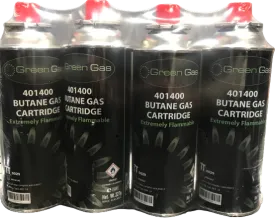 Green Gas
401400
BUTANE GAS
CARTRIDGE
Extremely Flammable
Green Gas
401400
BUTANE GAS
CARTRIDGE
Extremely Flammable